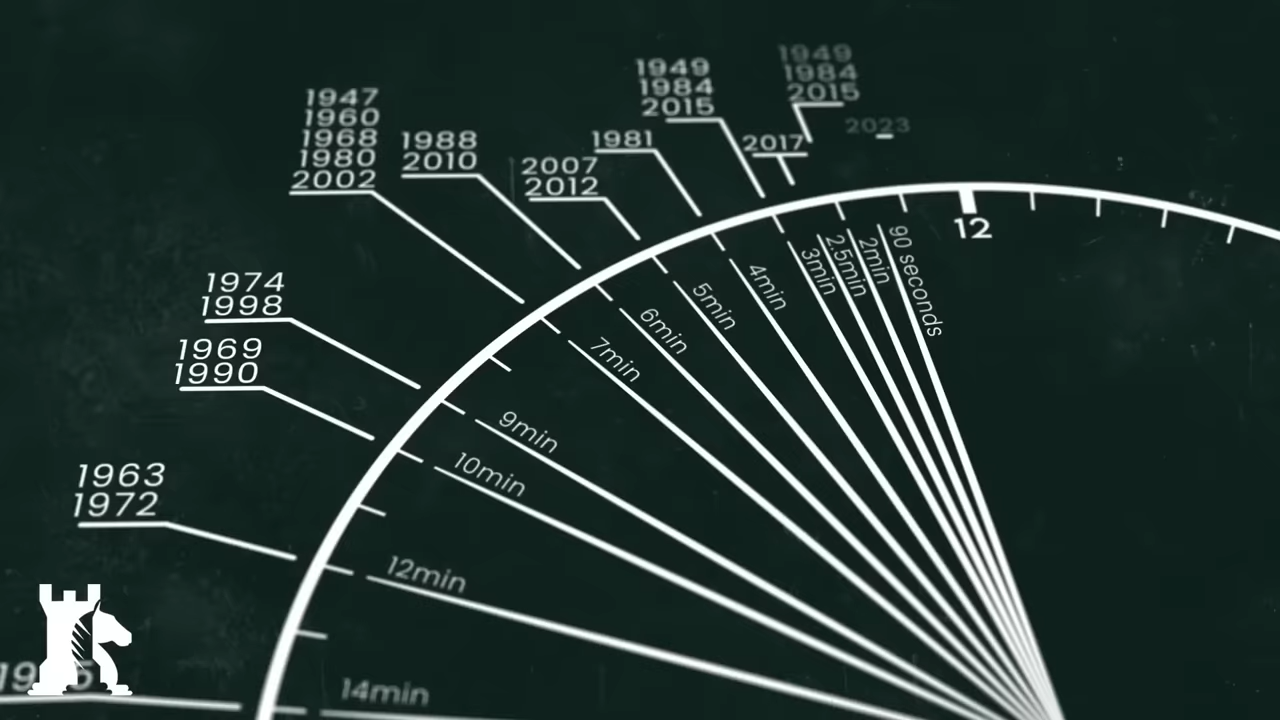 1949
1984
2015
1949
1984
2015
2023
1947
1960
1968
1980
2002
1988
2010
2007
2012
1981
2017
12
90 seconds
2min
2.5min
3min
4min
5min
6min
7min
1974
1998
1969
1990
9min
10min
1963
1972
12min
14min